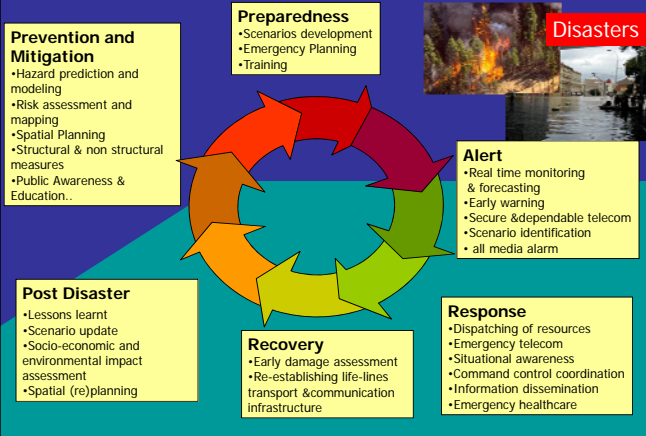 Disasters
Preparedness
•Scenarios development
•Emergency Planning
•Training
Prevention and
Mitigation
•Hazard prediction and
modeling
•Risk assessment and
mapping
•Spatial Planning
•Structural & non structural
measures
•Public Awareness &
Education..
Alert
•Real time monitoring
& forecasting
•Early warning
•Secure &dependable telecom
•Scenario identification
• all media alarm
Post Disaster
•Lessons learnt
•Scenario update
•Socio-economic and
environmental impact
assessment
•Spatial (re)planning
Recovery
•Early damage assessment
•Re-establishing life-lines
transport &communication
infrastructure
Response
•Dispatching of resources
•Emergency telecom
•Situational awareness
•Command control coordination
•Information dissemination
•Emergency healthcare